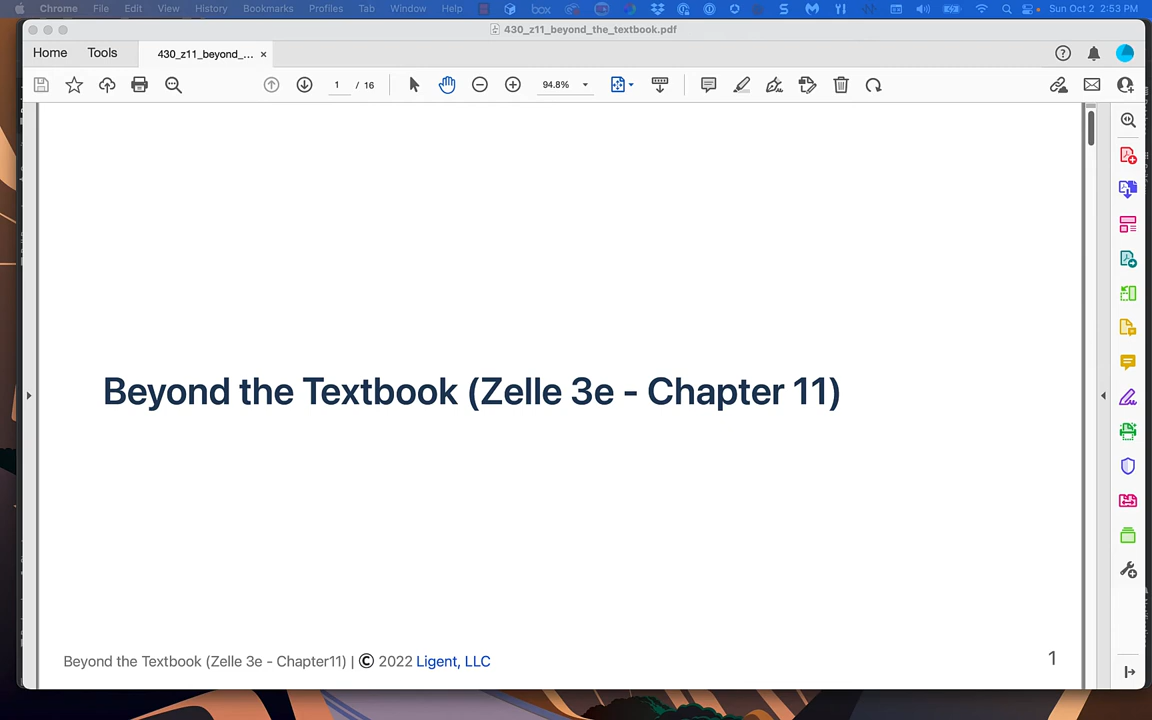 Chrome File Edit View History Bookmarks Profiles Tab Window Help box Sun Oct 2 2:53 PM
430_z11_beyond_the_textbook.pdf
Home Tools 430_z11_beyond_... ×
1 / 16 94.8%
Beyond the Textbook (Zelle 3e - Chapter 11)
Beyond the Textbook (Zelle 3e - Chapter11) | © 2022 Ligent, LLC
1